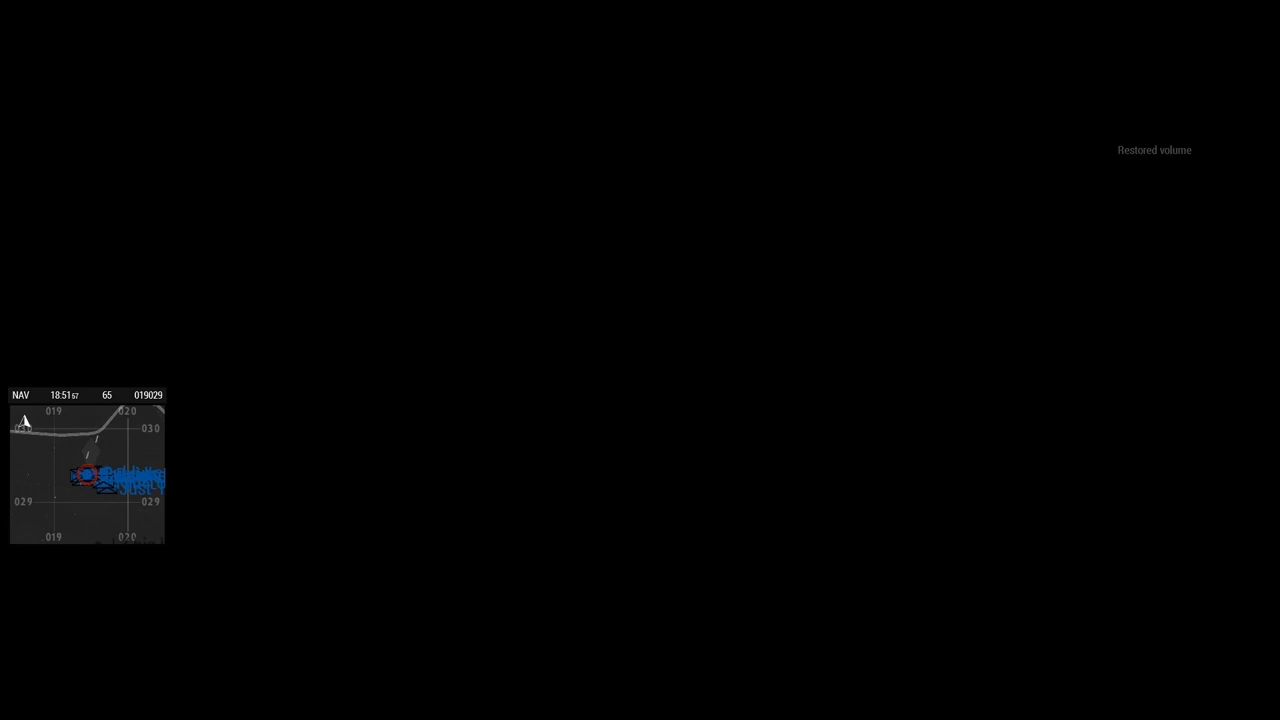 Restored volume
NAV 18:51 57 65 019029
019 020
030
029 029
019 020